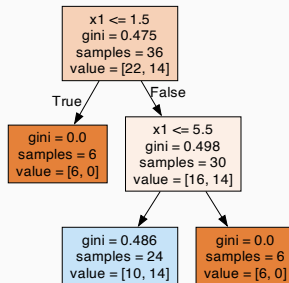 x1 <= 1.5
gini = 0.475
samples = 36
value = [22, 14]
True
False
gini = 0.0
samples = 6
value = [6, 0]
x1 <= 5.5
gini = 0.498
samples = 30
value = [16, 14]
gini = 0.486
samples = 24
value = [10, 14]
gini = 0.0
samples = 6
value = [6, 0]